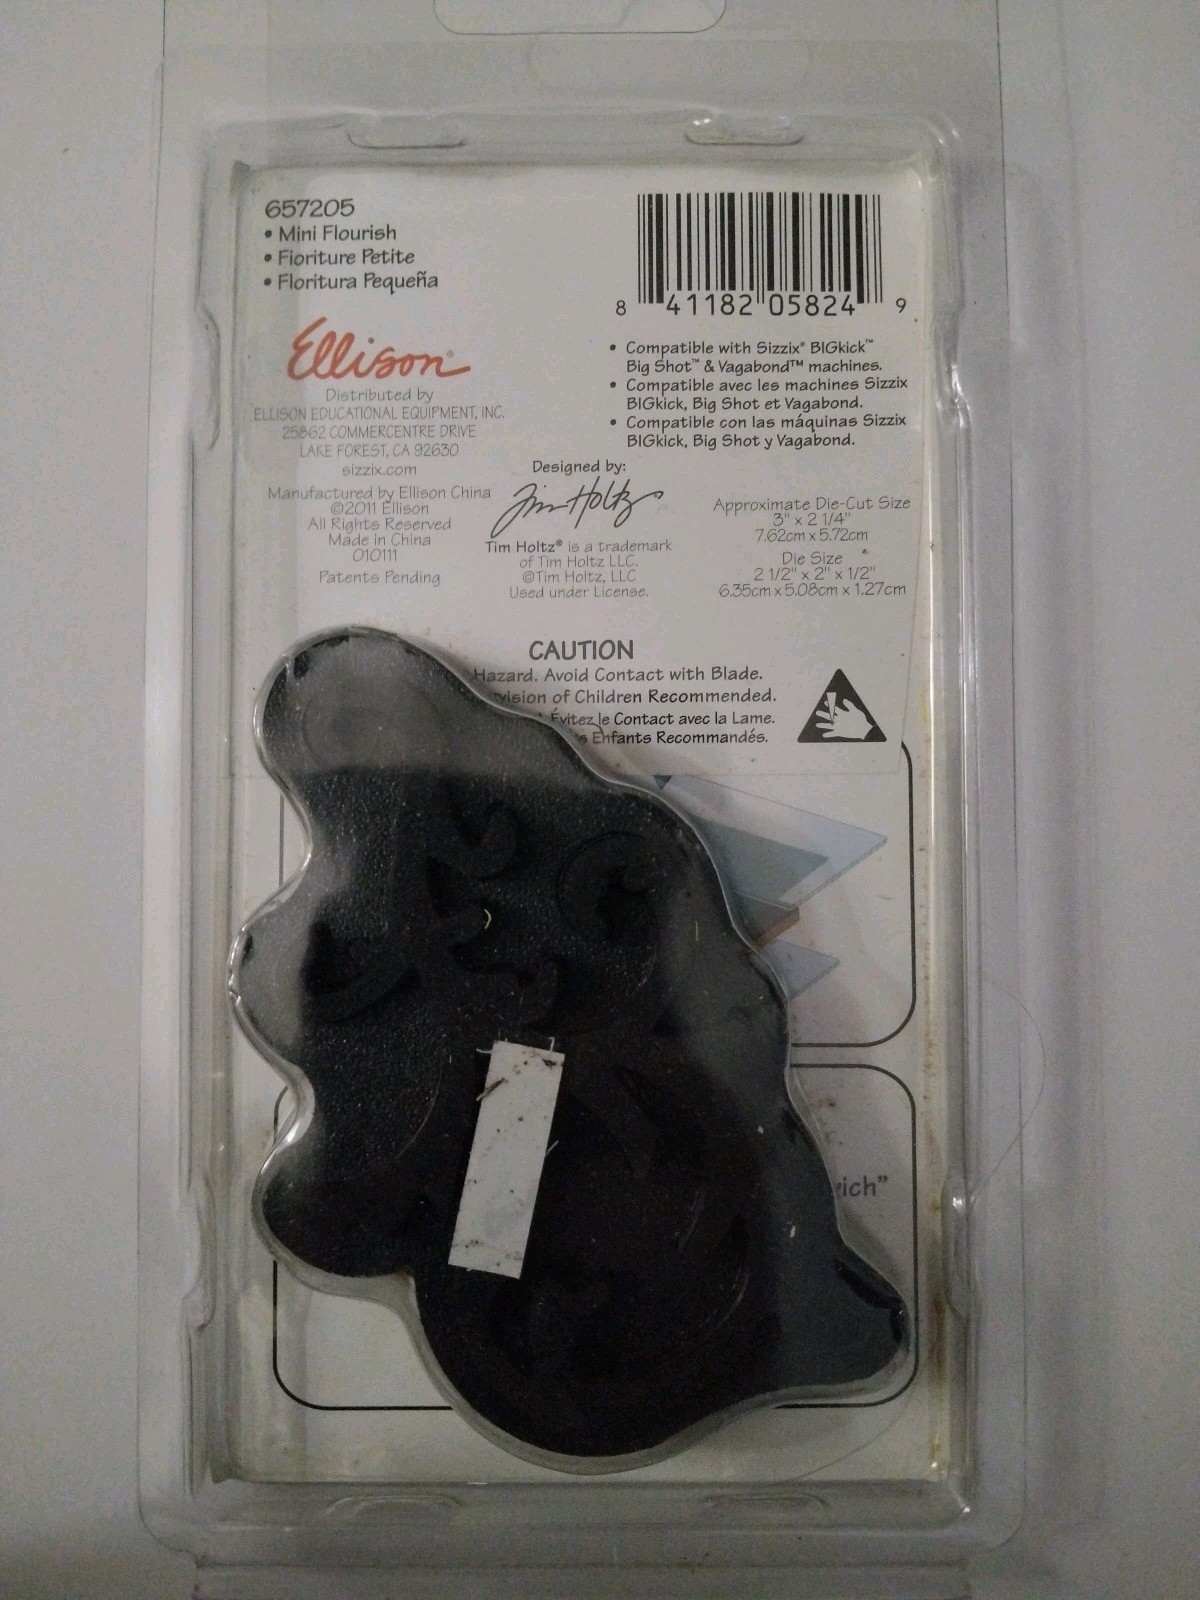 657205
• Mini Flourish
• Fioriture Petite
• Floritura Pequeña
8 41182 05824 9
Ellison®
Distributed by
ELLISON EDUCATIONAL EQUIPMENT, INC.
25862 COMMERCENTRE DRIVE
LAKE FOREST, CA 92630
sizzix.com
Manufactured by Ellison China
©2011 Ellison
All Rights Reserved
Made in China
010111
Patents Pending
• Compatible with Sizzix® BIGkick™
Big Shot™ & Vagabond™ machines.
• Compatible avec les machines Sizzix
BIGkick, Big Shot et Vagabond.
• Compatible con las máquinas Sizzix
BIGkick, Big Shot y Vagabond.
Designed by:
Tim Holtz
Tim Holtz® is a trademark
of Tim Holtz LLC.
©Tim Holtz, LLC
Used under License.
Approximate Die-Cut Size
3" x 2 1/4"
7.62cm x 5.72cm
Die Size
2 1/2" x 2" x 1/2"
6.35cm x 5.08cm x 1.27cm
CAUTION
Hazard. Avoid Contact with Blade.
of Children Recommended.
Évitez le Contact avec la Lame.
Enfants Recommandés.